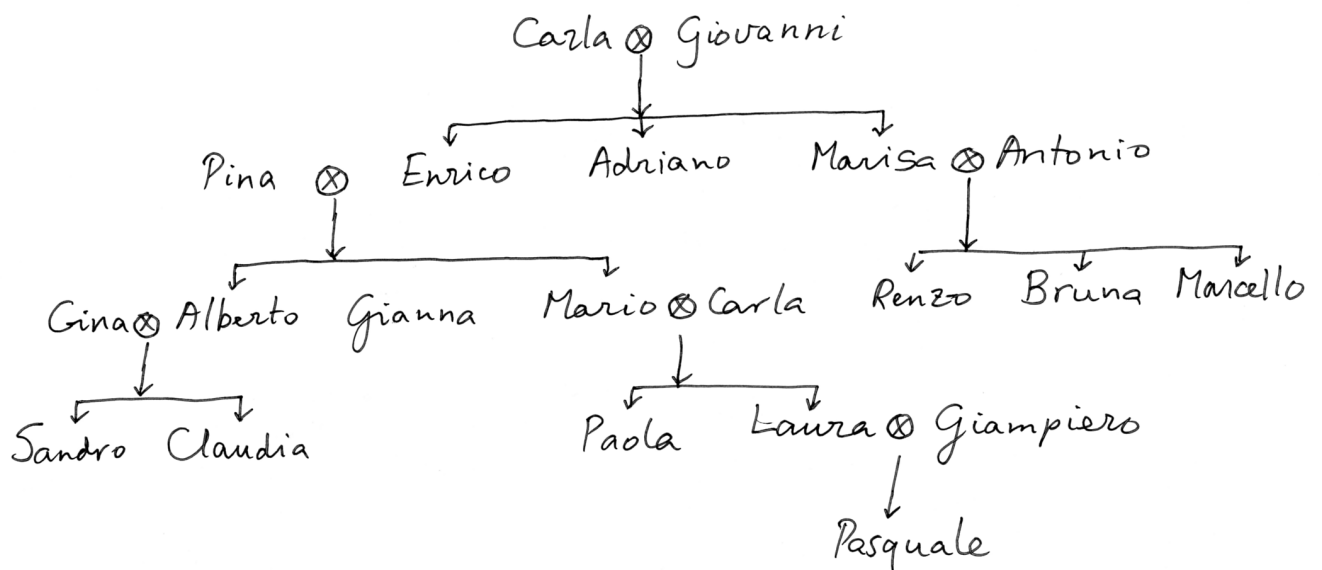 Carla ⊗ Giovanni
Pina ⊗ Enrico Adriano Marisa ⊗ Antonio
Gina ⊗ Alberto Gianna Mario ⊗ Carla Renzo Bruna Marcello
Sandro Claudia Paola Laura ⊗ Giampiero
Pasquale